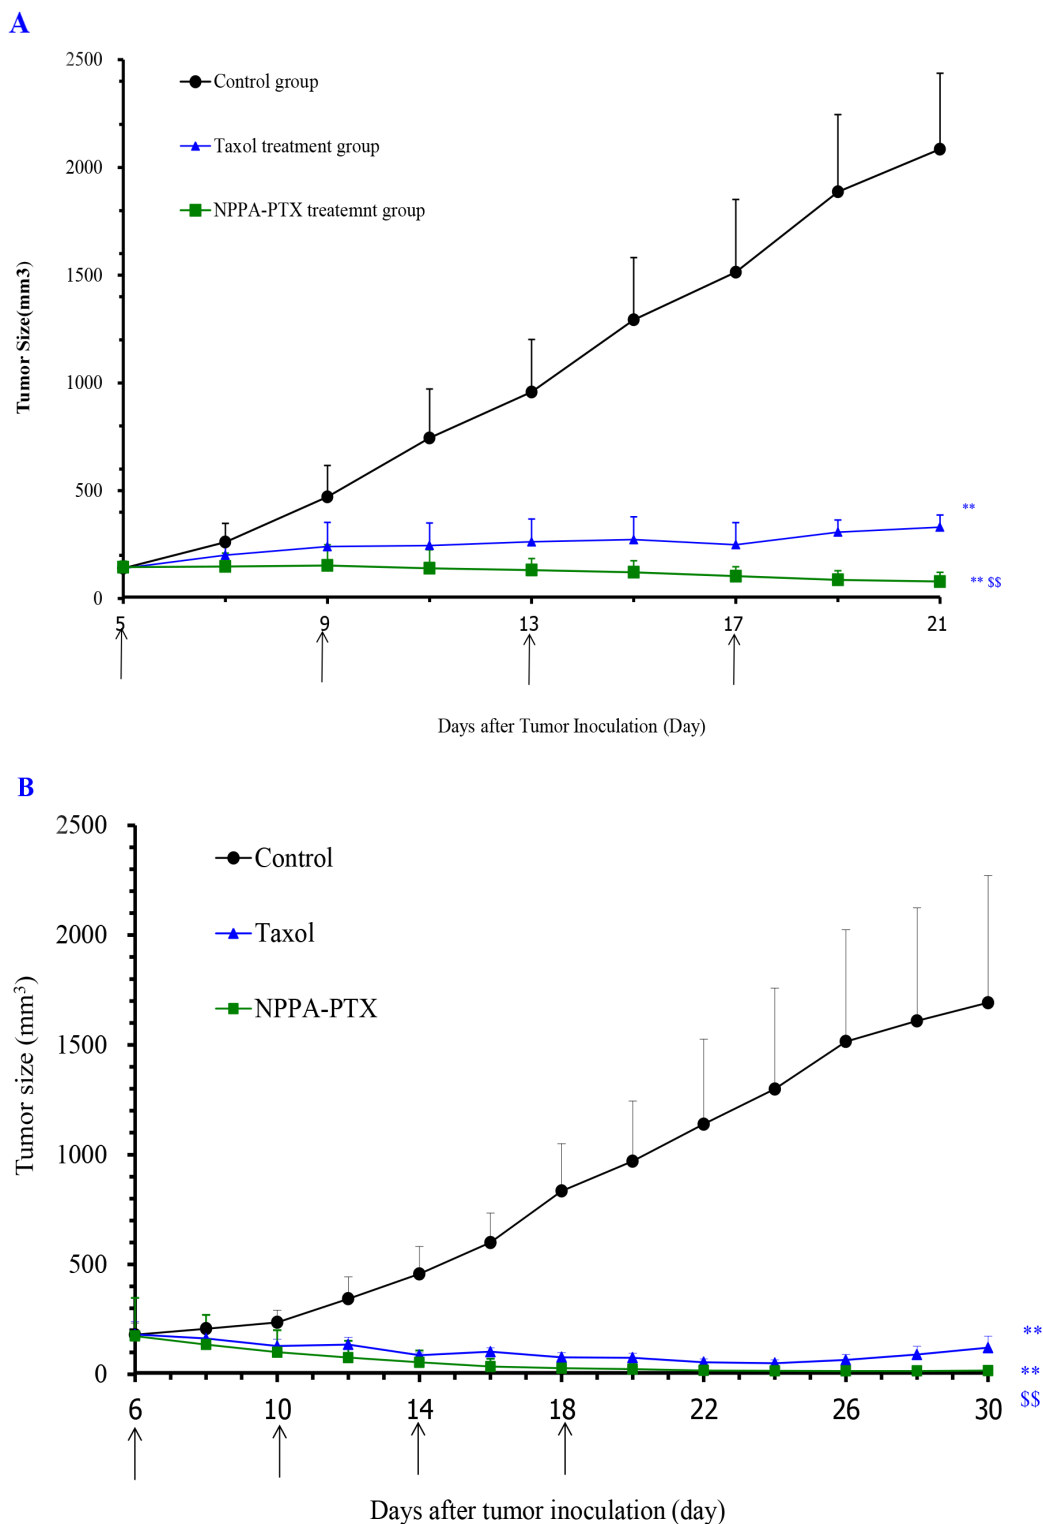 A
2500
2000
1500
1000
500
0
Tumor Size(mm3)
Control group
Taxol treatment group
NPPA-PTX treatemnt group
**
** $$
5 9 13 17 21
Days after Tumor Inoculation (Day)
B
2500
2000
1500
1000
500
0
Tumor size (mm³)
Control
Taxol
NPPA-PTX
**
**
$$
6 10 14 18 22 26 30
Days after tumor inoculation (day)